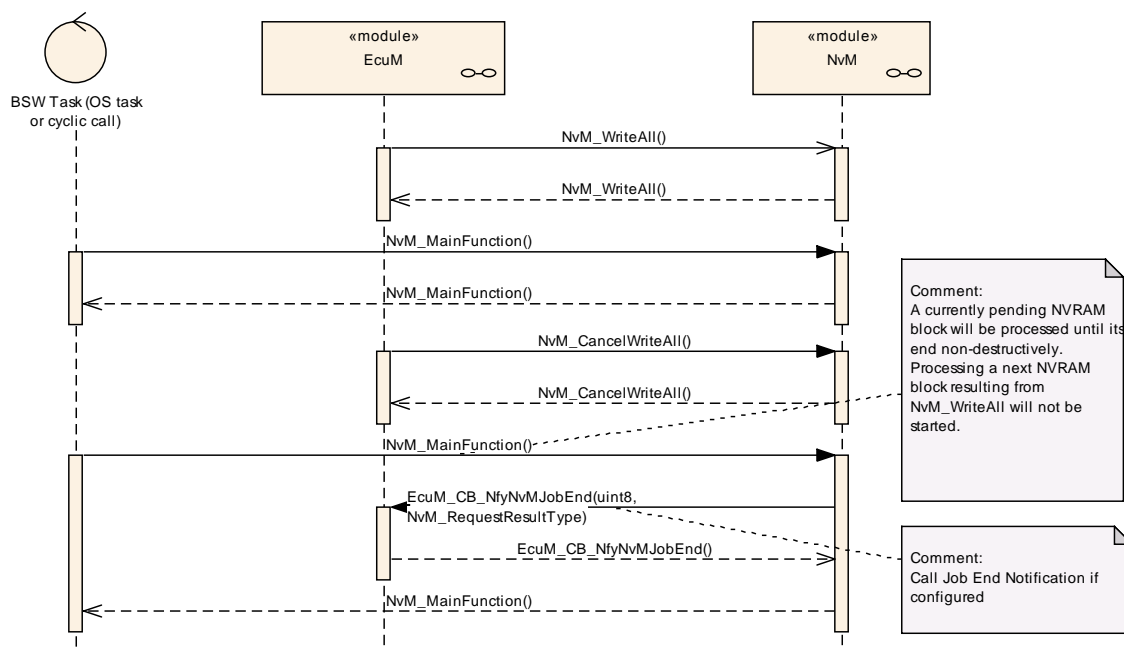 «module»
EcuM
«module»
NvM
BSW Task (OS task
or cyclic call)
NvM_WriteAll()
NvM_WriteAll()
NvM_MainFunction()
NvM_MainFunction()
NvM_CancelWriteAll()
NvM_CancelWriteAll()
NvM_MainFunction()
Comment:
A currently pending NVRAM
block will be processed until its
end non-destructively.
Processing a next NVRAM
block resulting from
NvM_WriteAll will not be
started.
EcuM_CB_NfyNvMJobEnd(uint8,
NvM_RequestResultType)
EcuM_CB_NfyNvMJobEnd()
Comment:
Call Job End Notification if
configured
NvM_MainFunction()